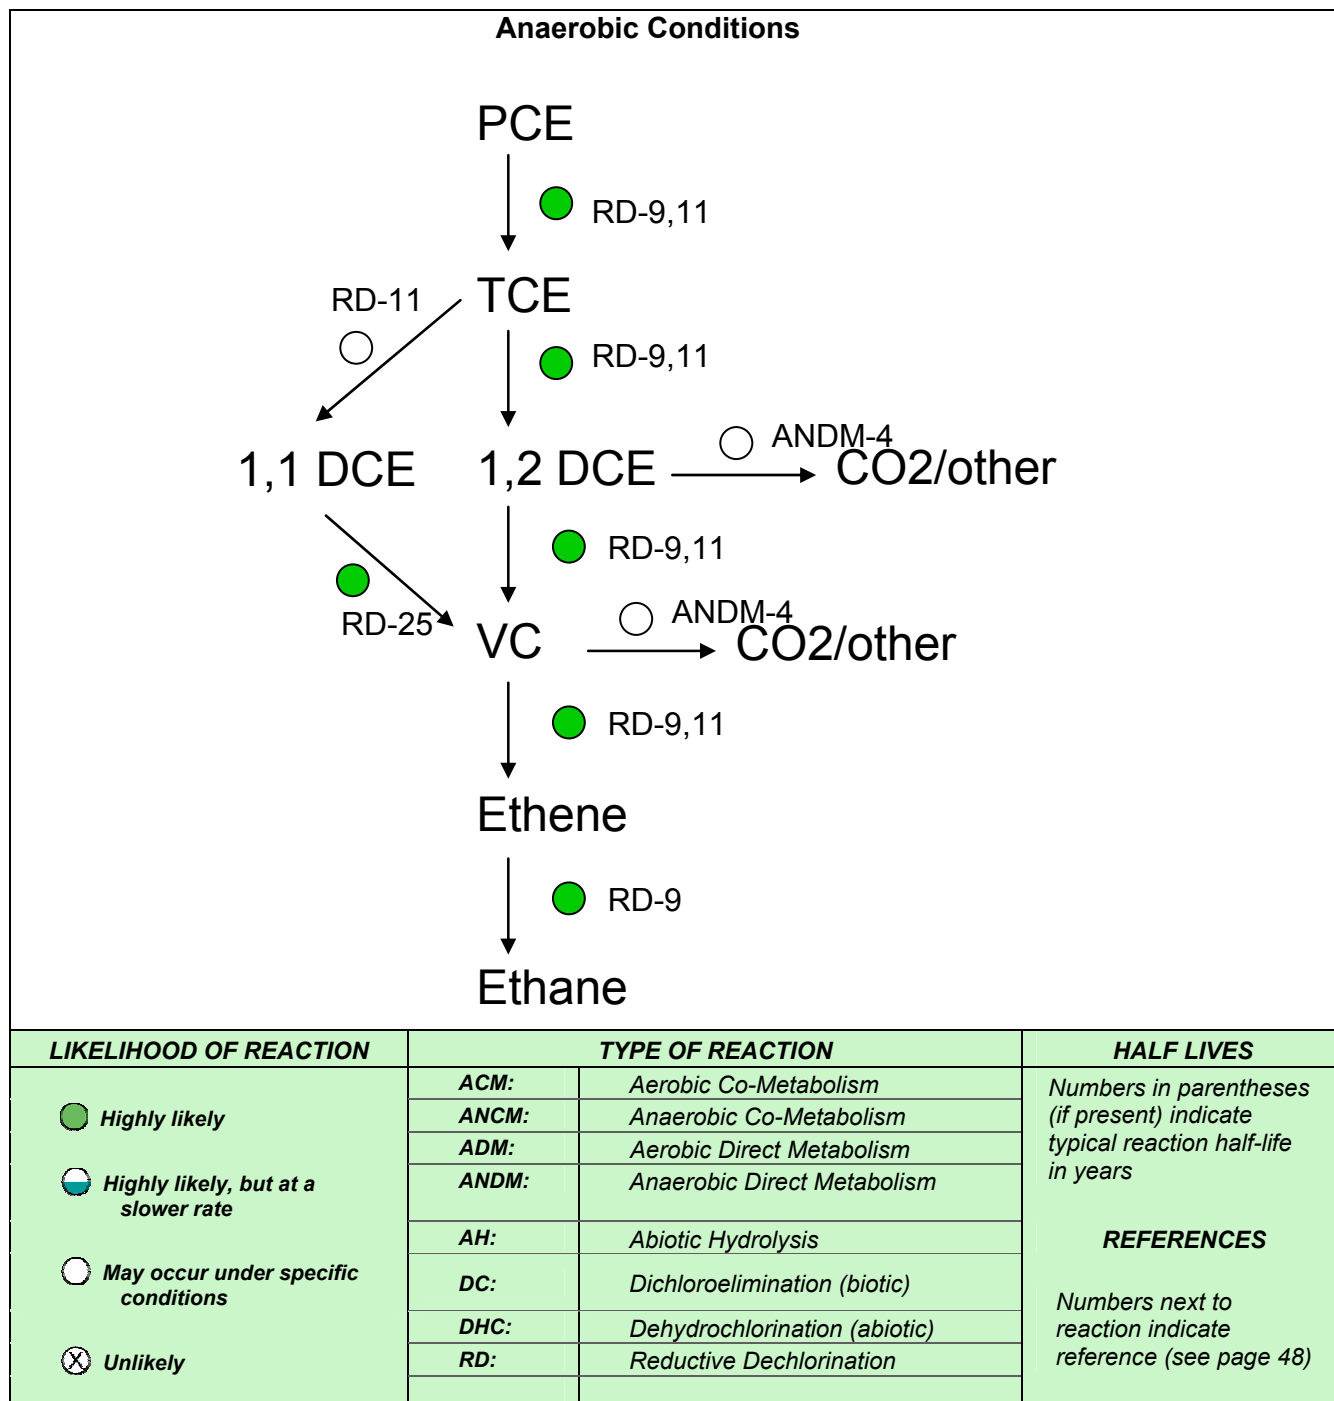 Anaerobic Conditions
PCE
RD-9,11
TCE
RD-11
RD-9,11
1,1 DCE
1,2 DCE
ANDM-4
CO2/other
RD-9,11
RD-25
VC
ANDM-4
CO2/other
RD-9,11
Ethene
RD-9
Ethane
LIKELIHOOD OF REACTION
Highly likely
Highly likely, but at a
slower rate
May occur under specific
conditions
X Unlikely
TYPE OF REACTION
ACM: Aerobic Co-Metabolism
ANCM: Anaerobic Co-Metabolism
ADM: Aerobic Direct Metabolism
ANDM: Anaerobic Direct Metabolism
AH: Abiotic Hydrolysis
DC: Dichloroelimination (biotic)
DHC: Dehydrochlorination (abiotic)
RD: Reductive Dechlorination
HALF LIVES
Numbers in parentheses
(if present) indicate
typical reaction half-life
in years
REFERENCES
Numbers next to
reaction indicate
reference (see page 48)